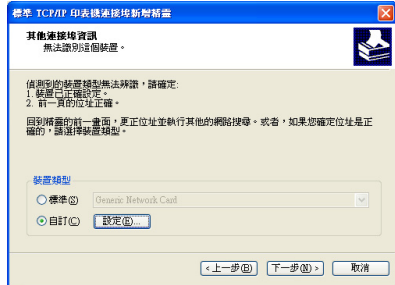 標準 TCP/IP 印表機連接埠新增精靈
其他連接埠資訊
無法識別這個裝置。
偵測到的裝置類型無法辨識，請確定:
1. 裝置已正確設定。
2. 前一頁的位址正確。
回到精靈的前一畫面，更正位址並執行其他的網路搜尋。或者，如果您確定位址是正
確的，請選擇裝置類型。
裝置類型
標準(S)
Generic Network Card
自訂(C)
設定(E)...
<上一步(B)
下一步(N)>
取消